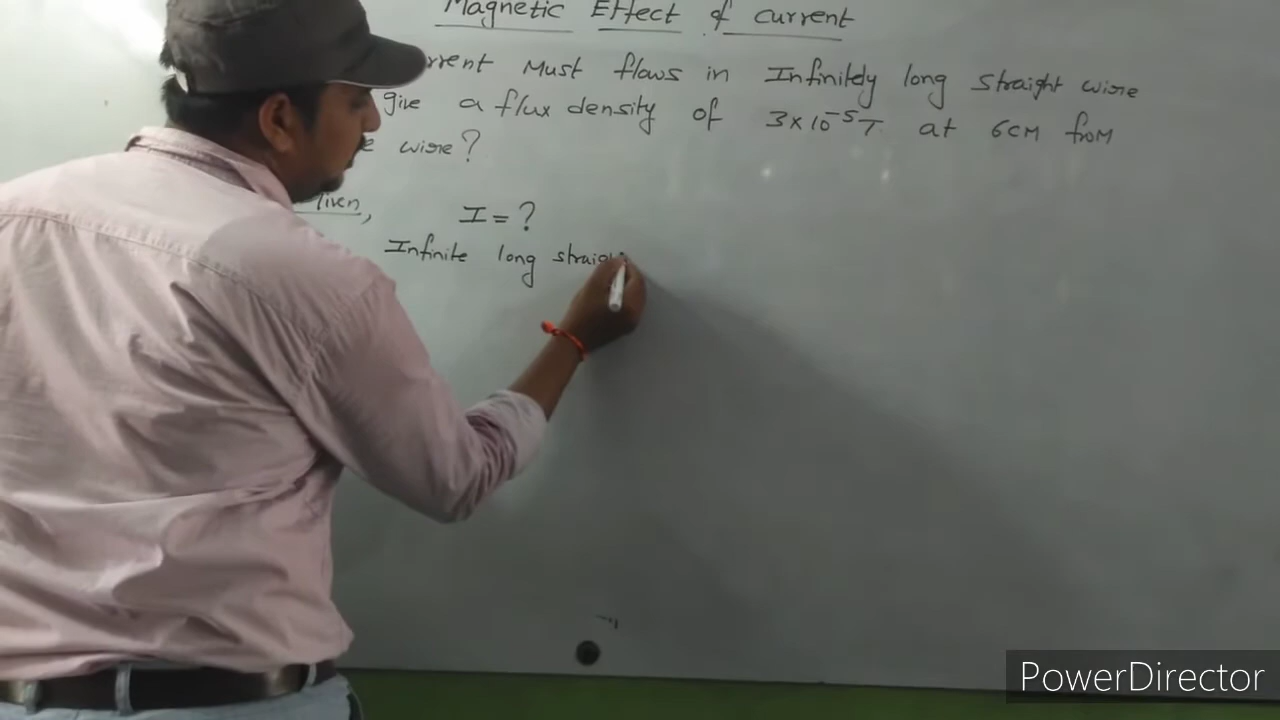 Magnetic Effect of current
rrent Must flows in Infinitely long straight wire
give a flux density of 3×10⁻⁵T at 6CM from
e wire?
Given,
I = ?
Infinite long straig
PowerDirector